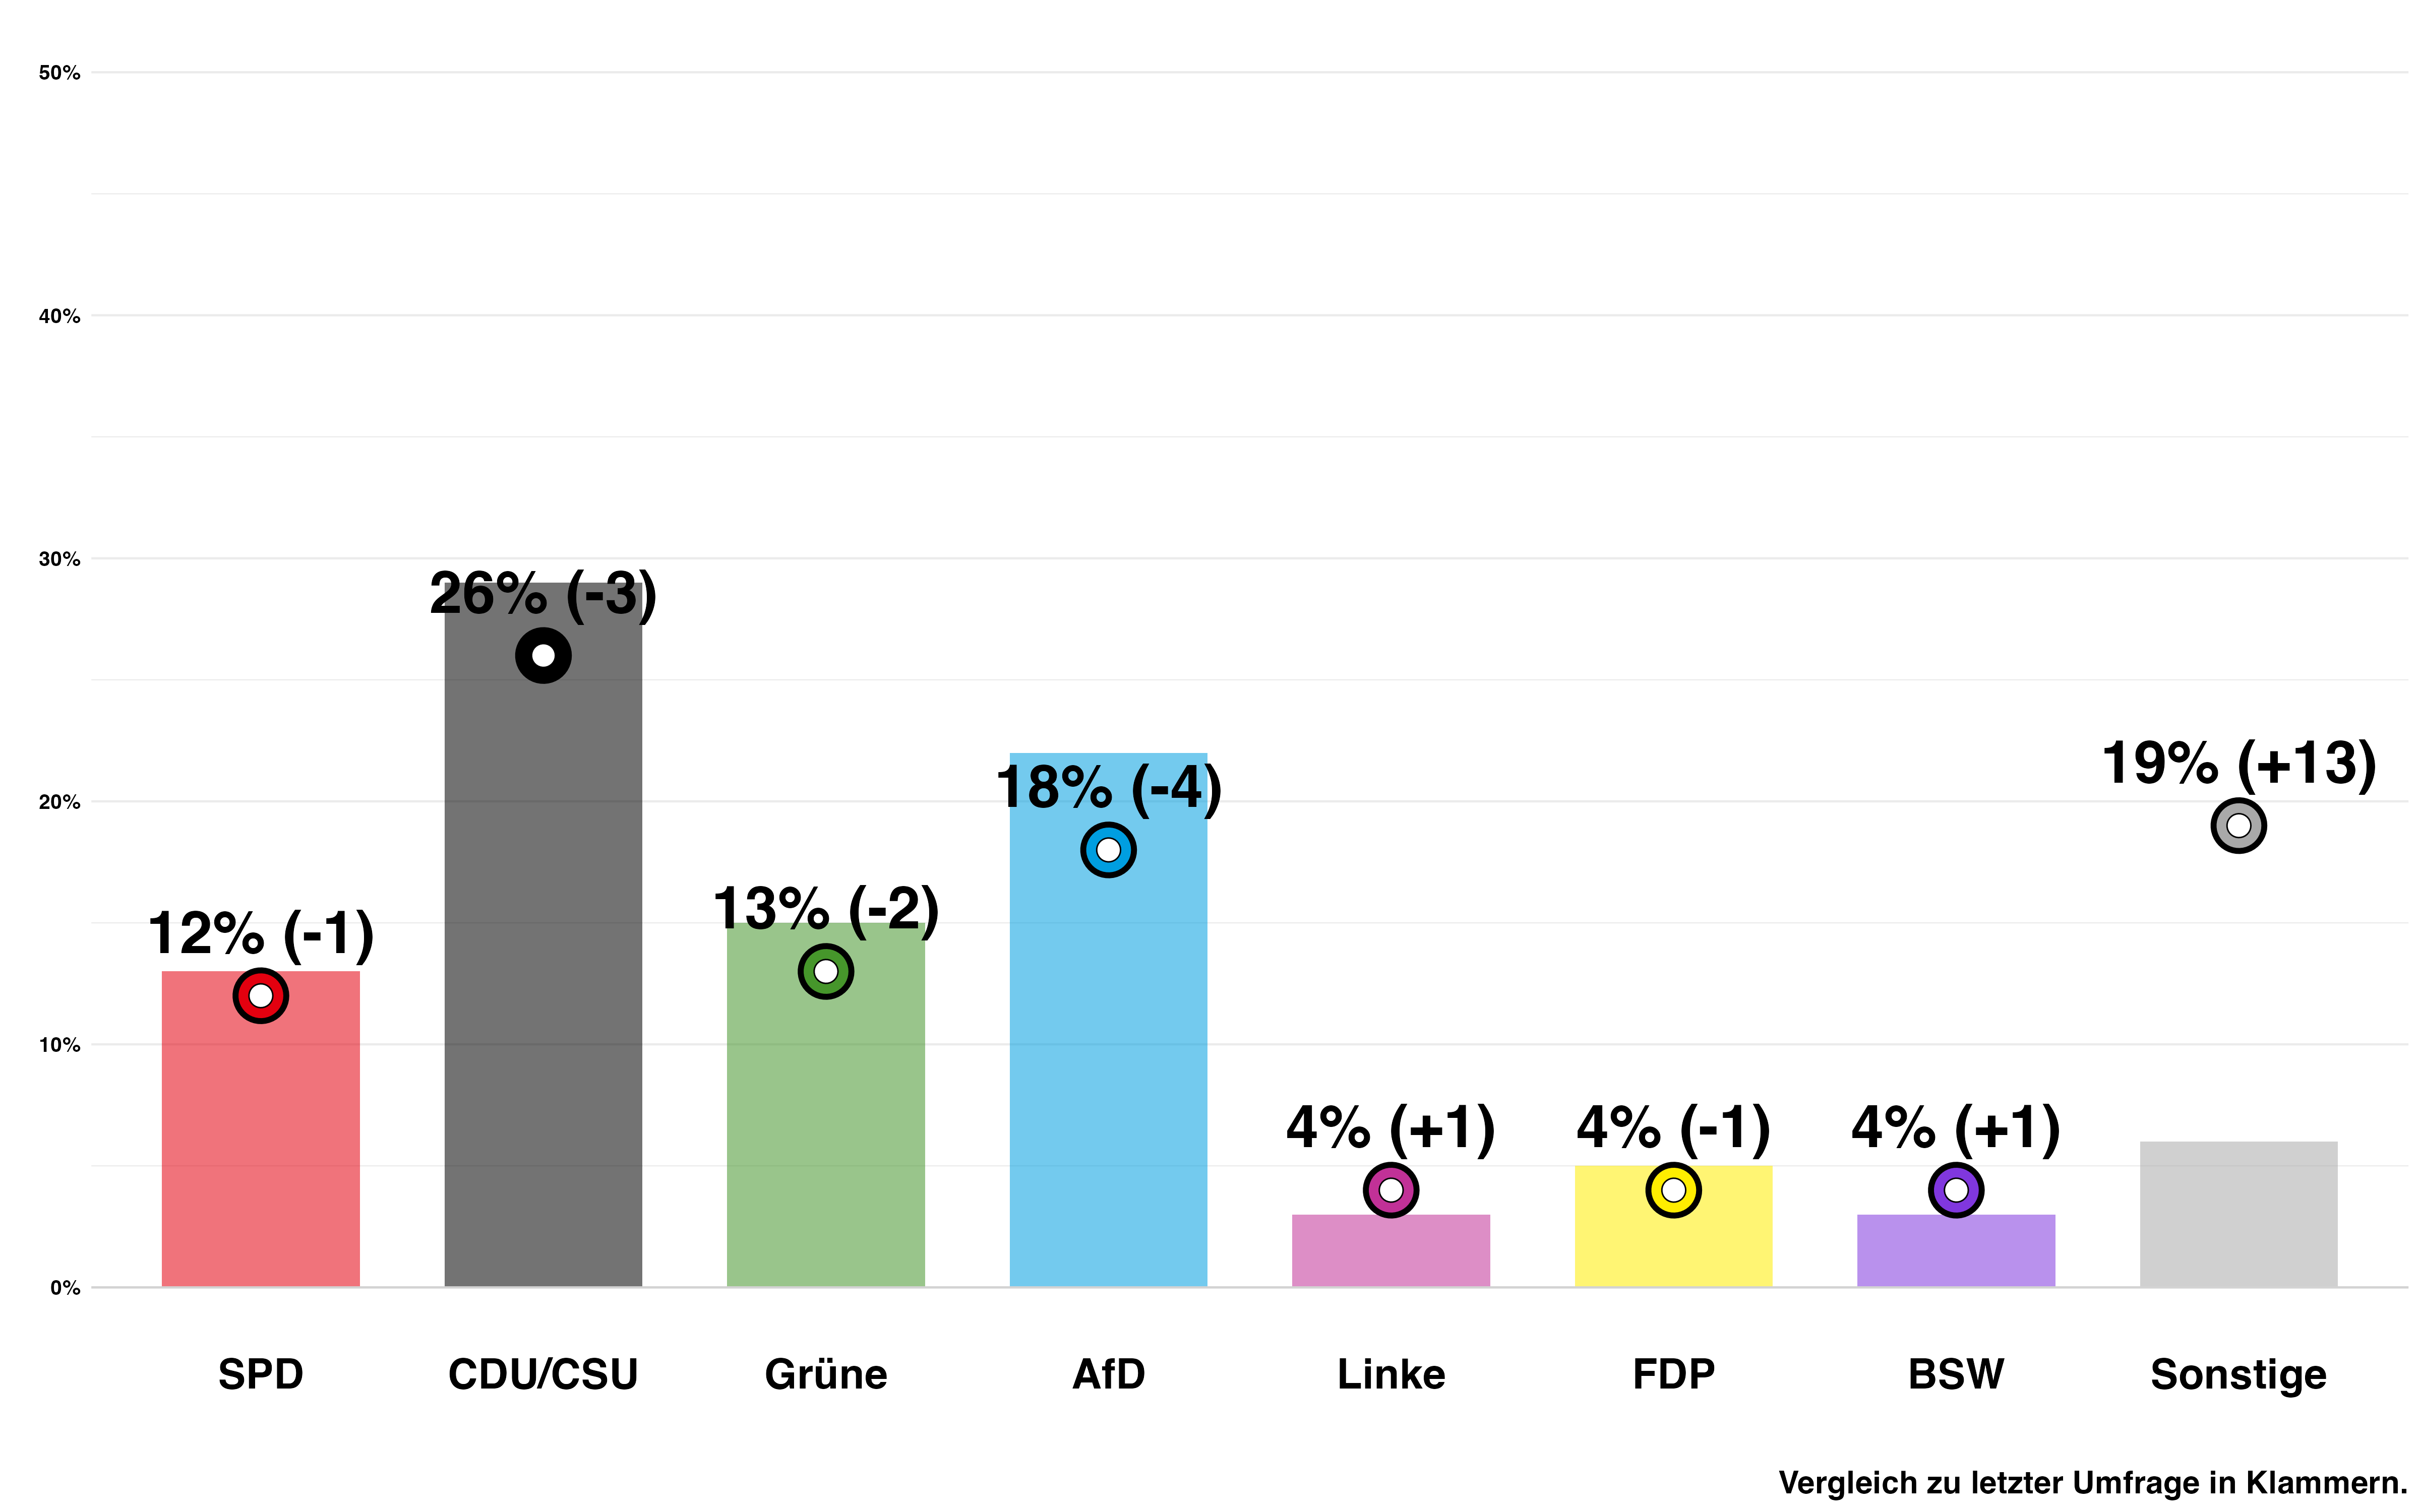 50%
40%
30%
20%
10%
0%
12% (-1)
26% (-3)
13% (-2)
18% (-4)
4% (+1)
4% (-1)
4% (+1)
19% (+13)
SPD
CDU/CSU
Grüne
AfD
Linke
FDP
BSW
Sonstige
Vergleich zu letzter Umfrage in Klammern.